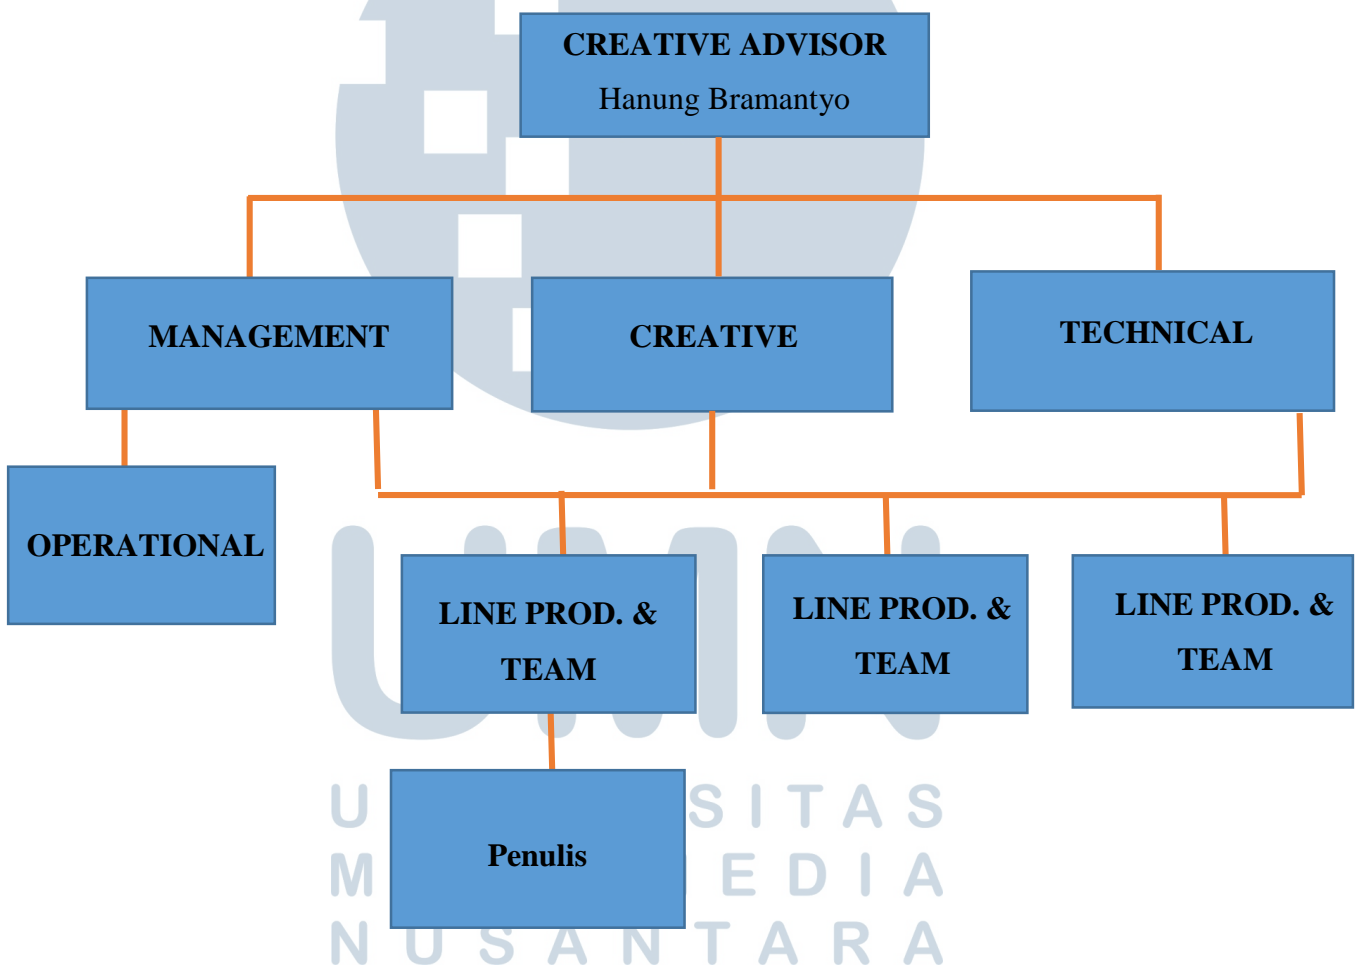 CREATIVE ADVISOR
Hanung Bramantyo
MANAGEMENT
CREATIVE
TECHNICAL
OPERATIONAL
LINE PROD. &
TEAM
LINE PROD. &
TEAM
LINE PROD. &
TEAM
Penulis
UMN
U SITAS
M EDIA
NUSANTARA